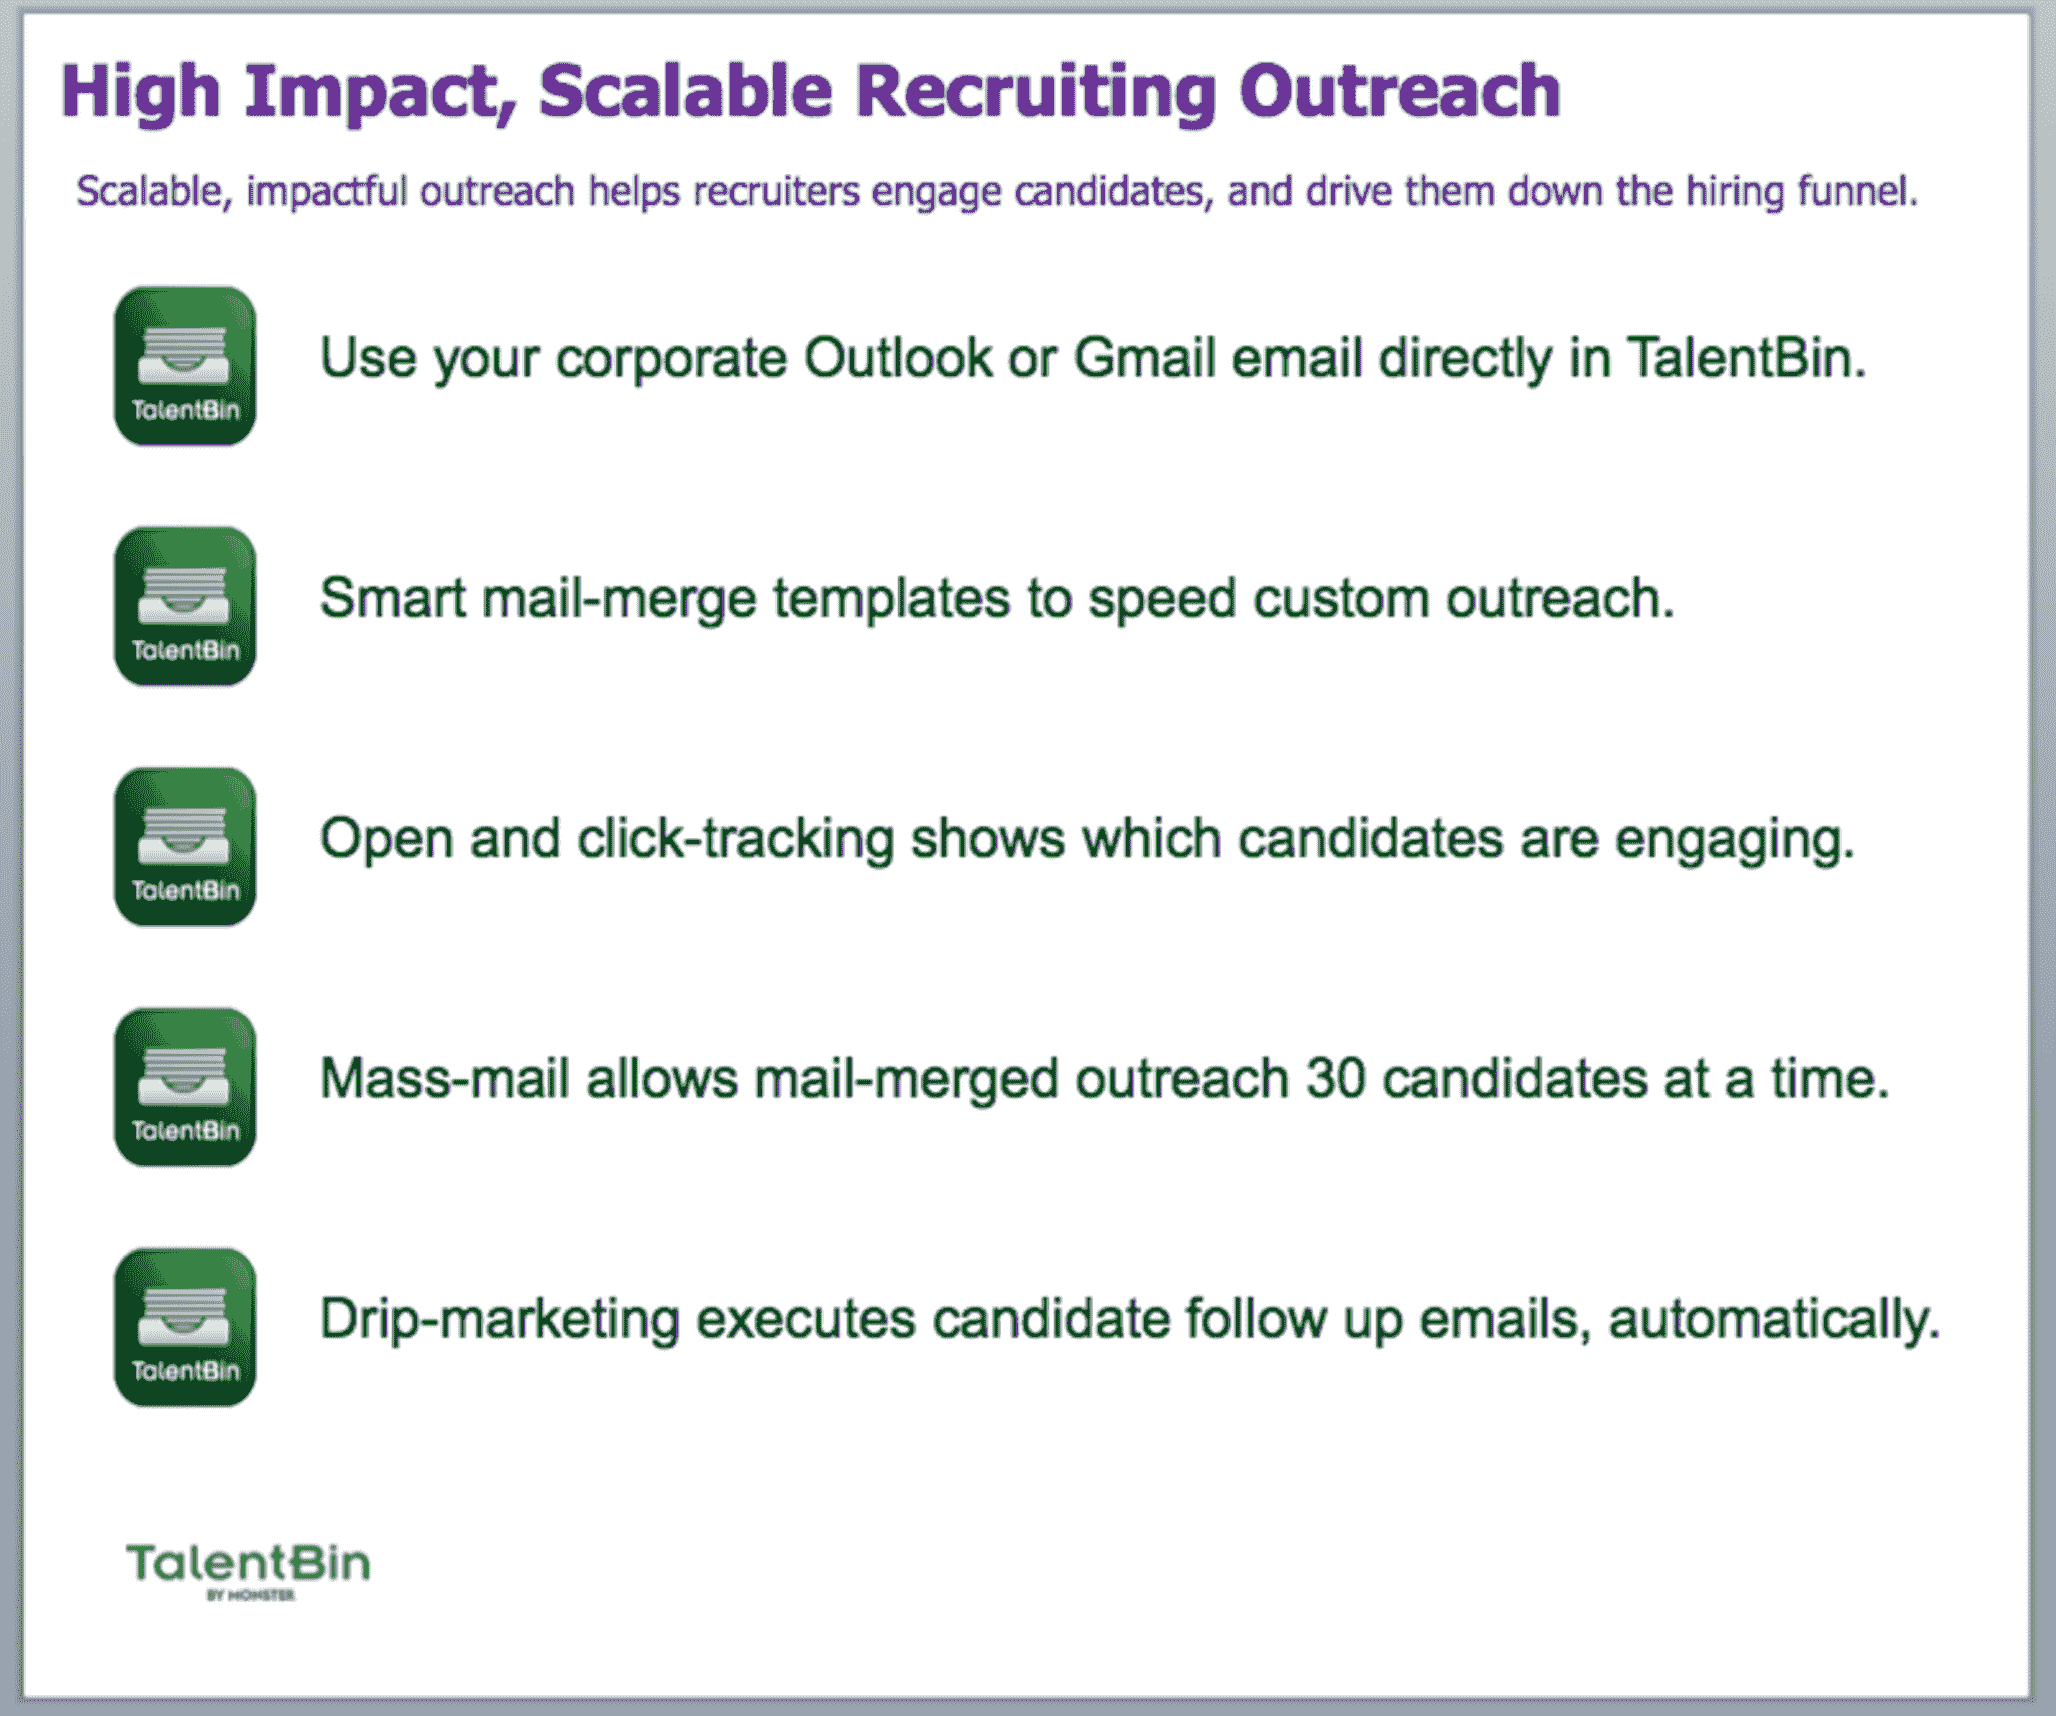 High Impact, Scalable Recruiting Outreach
Scalable, impactful outreach helps recruiters engage candidates, and drive them down the hiring funnel.
TalentBin
Use your corporate Outlook or Gmail email directly in TalentBin.
TalentBin
Smart mail-merge templates to speed custom outreach.
TalentBin
Open and click-tracking shows which candidates are engaging.
TalentBin
Mass-mail allows mail-merged outreach 30 candidates at a time.
TalentBin
Drip-marketing executes candidate follow up emails, automatically.
TalentBin
BY MONSTER